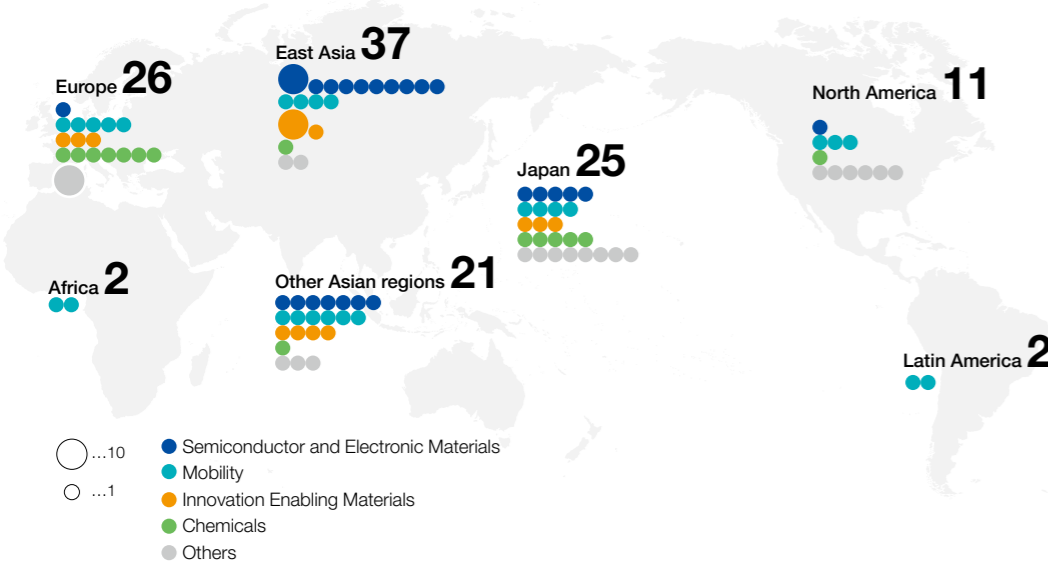 East Asia 37
Europe 26
North America 11
Japan 25
Other Asian regions 21
Africa 2
Latin America 2
...10
...1
Semiconductor and Electronic Materials
Mobility
Innovation Enabling Materials
Chemicals
Others